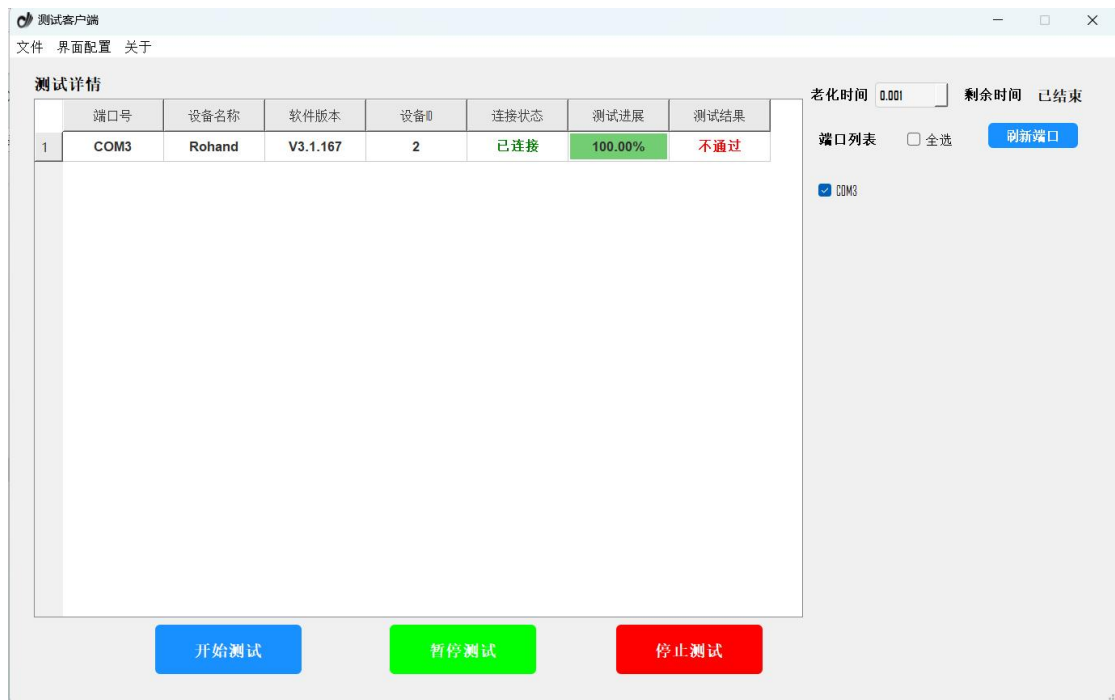 测试客户端
文件 界面配置 关于
测试详情
端口号 设备名称 软件版本 设备ID 连接状态 测试进展 测试结果
1 COM3 Rohand V3.1.167 2 已连接 100.00% 不通过
老化时间 0.001 剩余时间 已结束
端口列表 全选 刷新端口
COM3
开始测试 暂停测试 停止测试